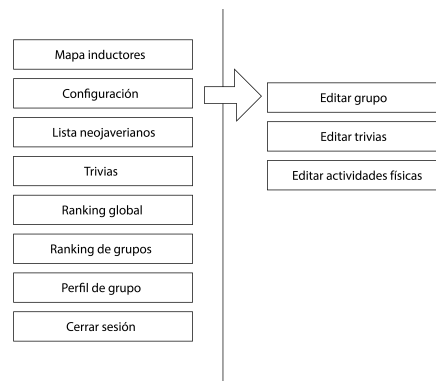 Mapa inductores
Configuración
Lista neojaverianos
Trivias
Ranking global
Ranking de grupos
Perfil de grupo
Cerrar sesión
Editar grupo
Editar trivias
Editar actividades físicas